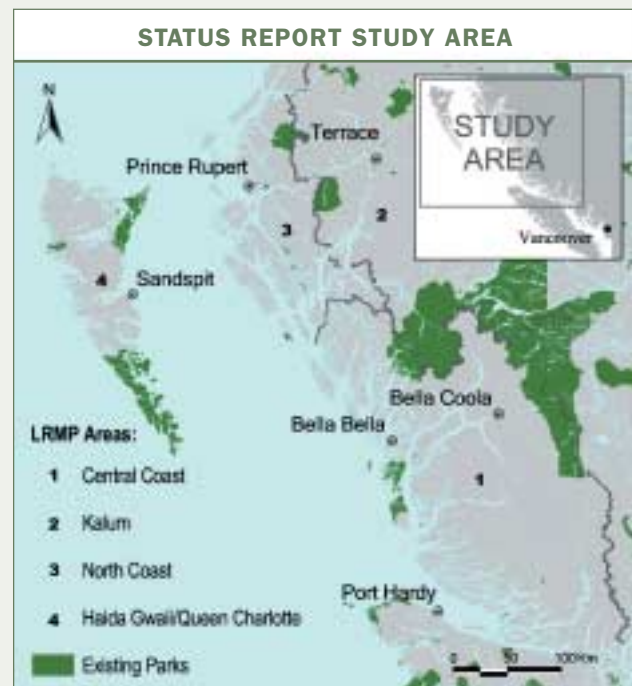 STATUS REPORT STUDY AREA
N
Terrace
STUDY
AREA
Vancouver
Prince Rupert
3
2
4
Sandspit
Bella Coola
Bella Bella
1
LRMP Areas:
1 Central Coast
2 Kalum
3 North Coast
4 Haida Gwaii/Queen Charlotte
Existing Parks
Port Hardy
0 50 100 Km